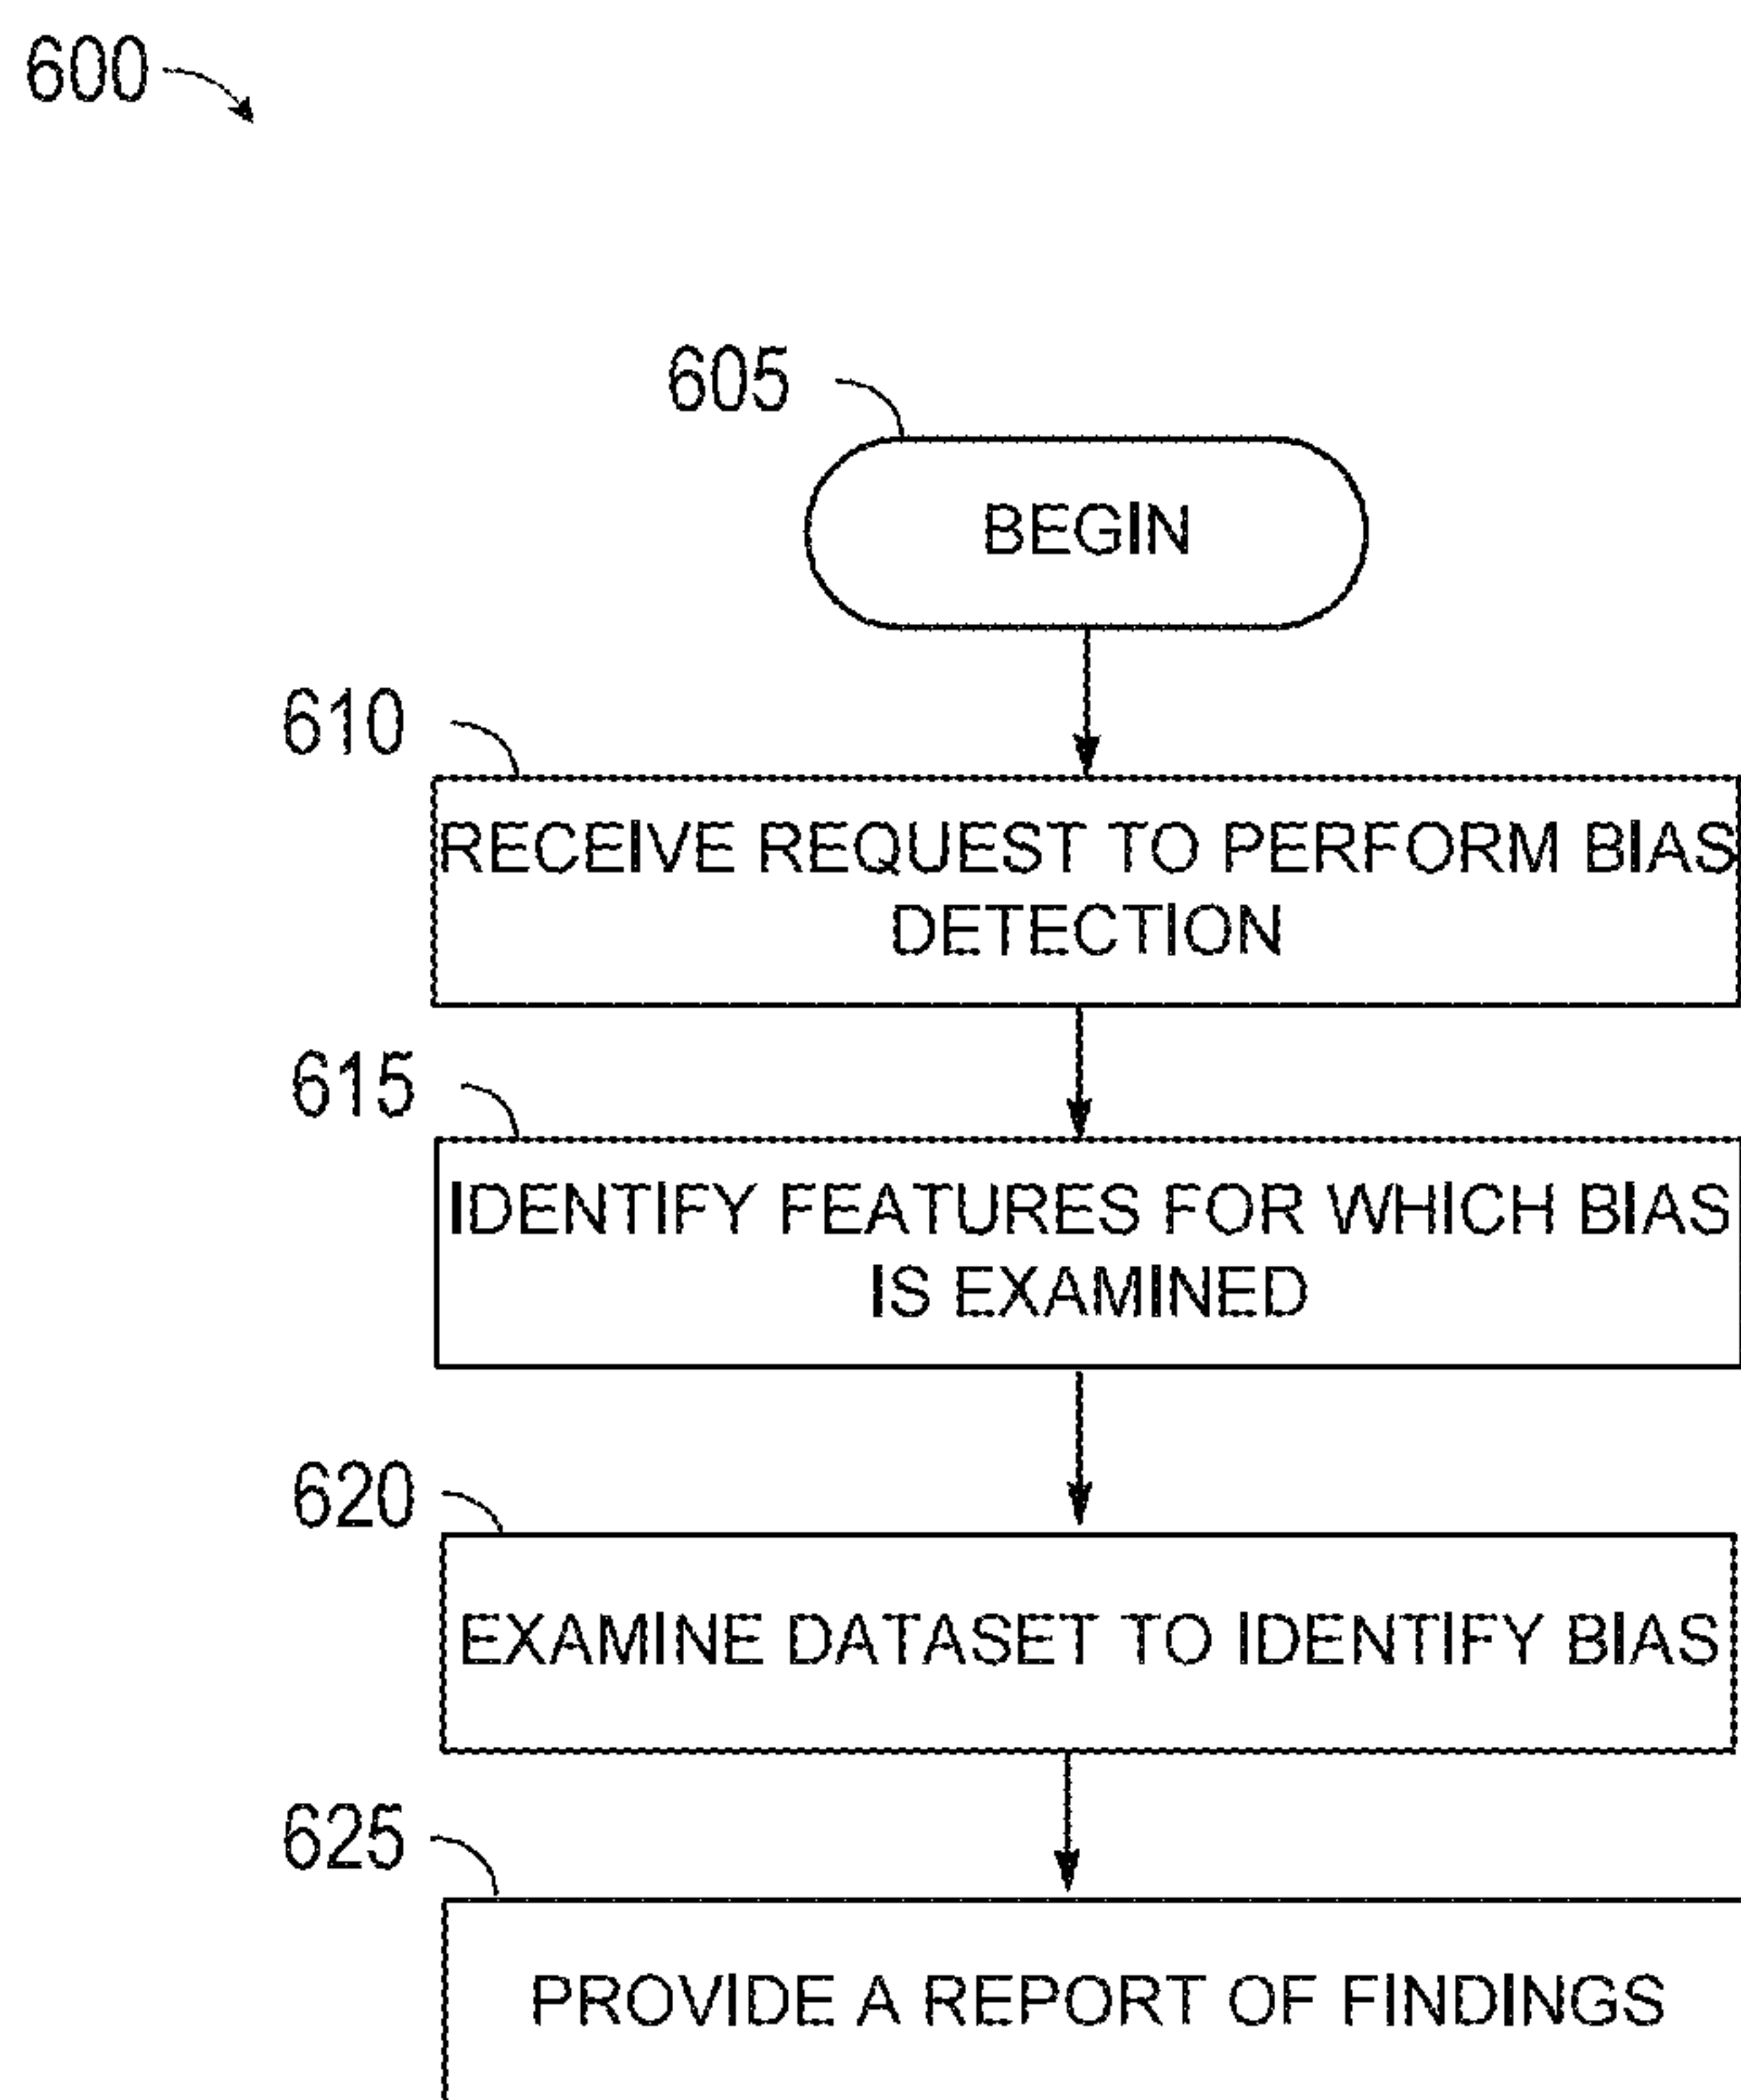 600
605
BEGIN
610
RECEIVE REQUEST TO PERFORM BIAS
DETECTION
615
IDENTIFY FEATURES FOR WHICH BIAS
IS EXAMINED
620
EXAMINE DATASET TO IDENTIFY BIAS
625
PROVIDE A REPORT OF FINDINGS